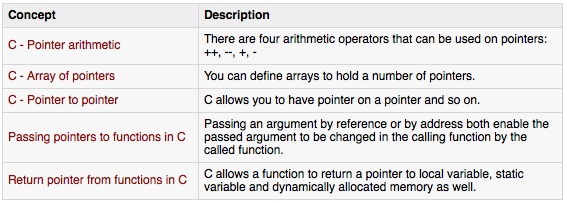 Concept Description
C - Pointer arithmetic There are four arithmetic operators that can be used on pointers:
++, --, +, -
C - Array of pointers You can define arrays to hold a number of pointers.
C - Pointer to pointer C allows you to have pointer on a pointer and so on.
Passing pointers to functions in C Passing an argument by reference or by address both enable the
passed argument to be changed in the calling function by the
called function.
Return pointer from functions in C C allows a function to return a pointer to local variable, static
variable and dynamically allocated memory as well.